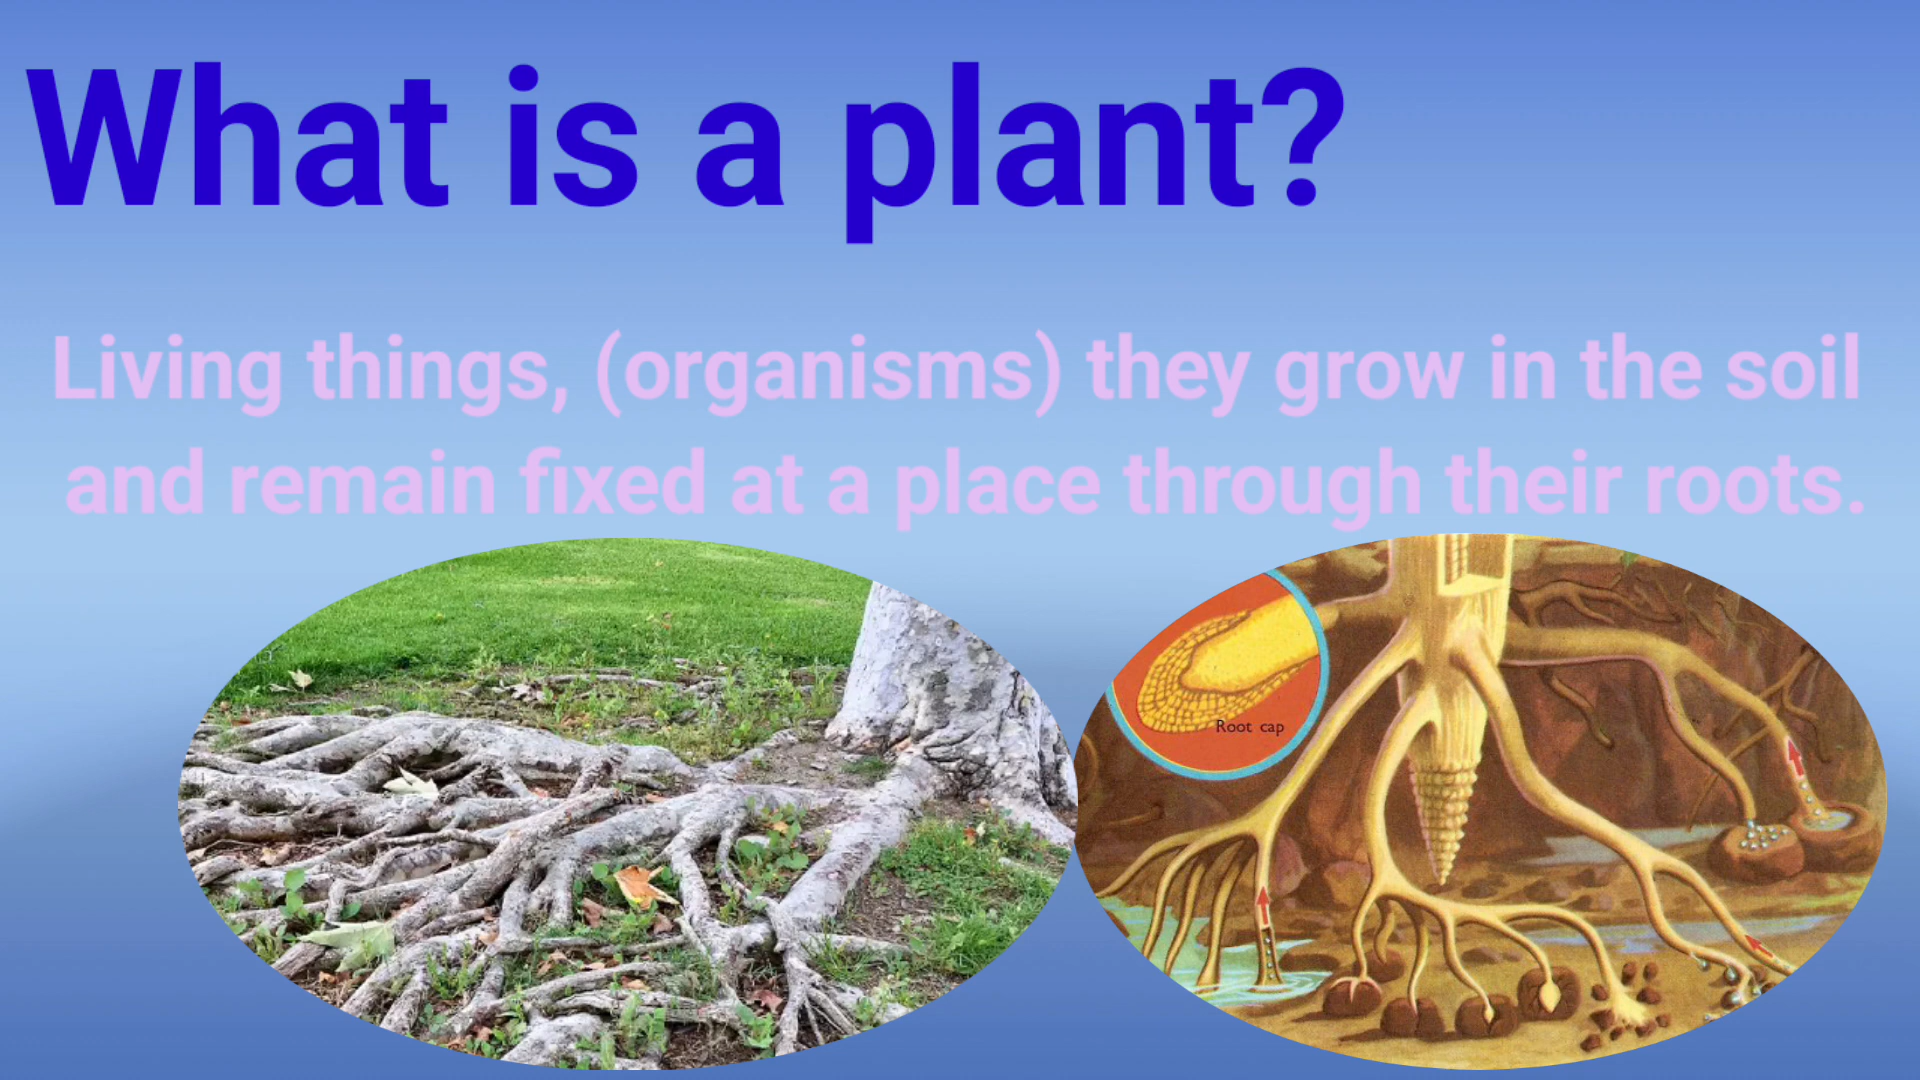 What is a plant?
Living things, (organisms) they grow in the soil
and remain fixed at a place through their roots.
Root cap